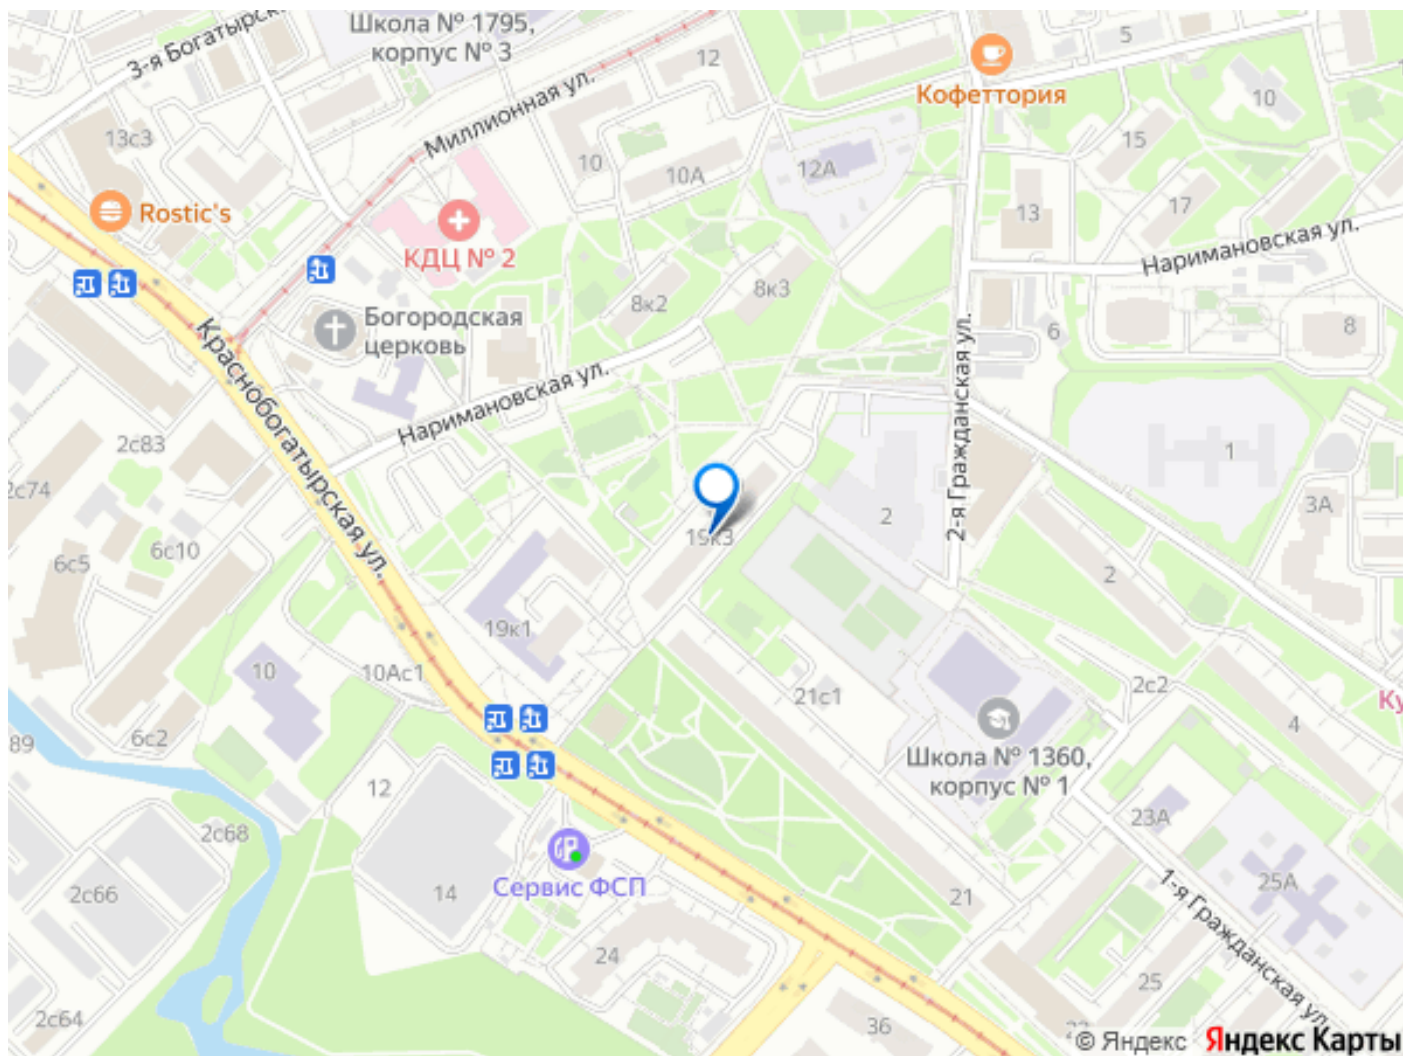 Школа № 1795,
корпус № 3
3-я Богатырск
Миллионная ул.
12
5
Кофеттория
10
13с3
10
10А
12А
15
Rostic's
КДЦ № 2
13
17
Наримановская ул.
8к2
8к3
Богородская
церковь
6
8
Краснобогатырская ул.
Наримановская ул.
2-я Гражданская ул.
2с83
2с74
1
3А
6с5
6с10
19к3
2
2
19к1
10
10Ас1
21с1
2с2
4
Ку
6с2
89
Школа № 1360,
корпус № 1
12
23А
2с68
Сервис ФСП
2с66
14
21
25А
1-я Гражданская ул.
24
25
2с64
36
© Яндекс Яндекс Карты